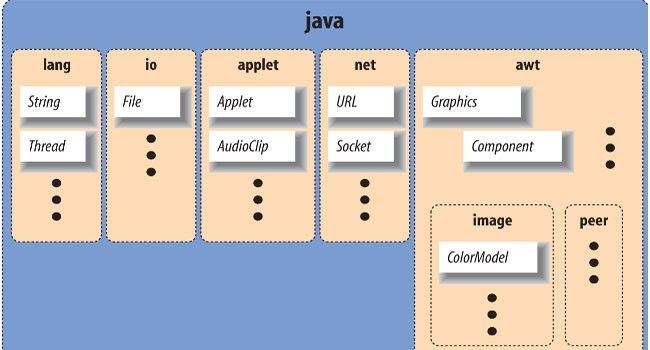 java
lang
String
Thread
io
File
applet
Applet
AudioClip
net
URL
Socket
awt
Graphics
Component
image
ColorModel
peer